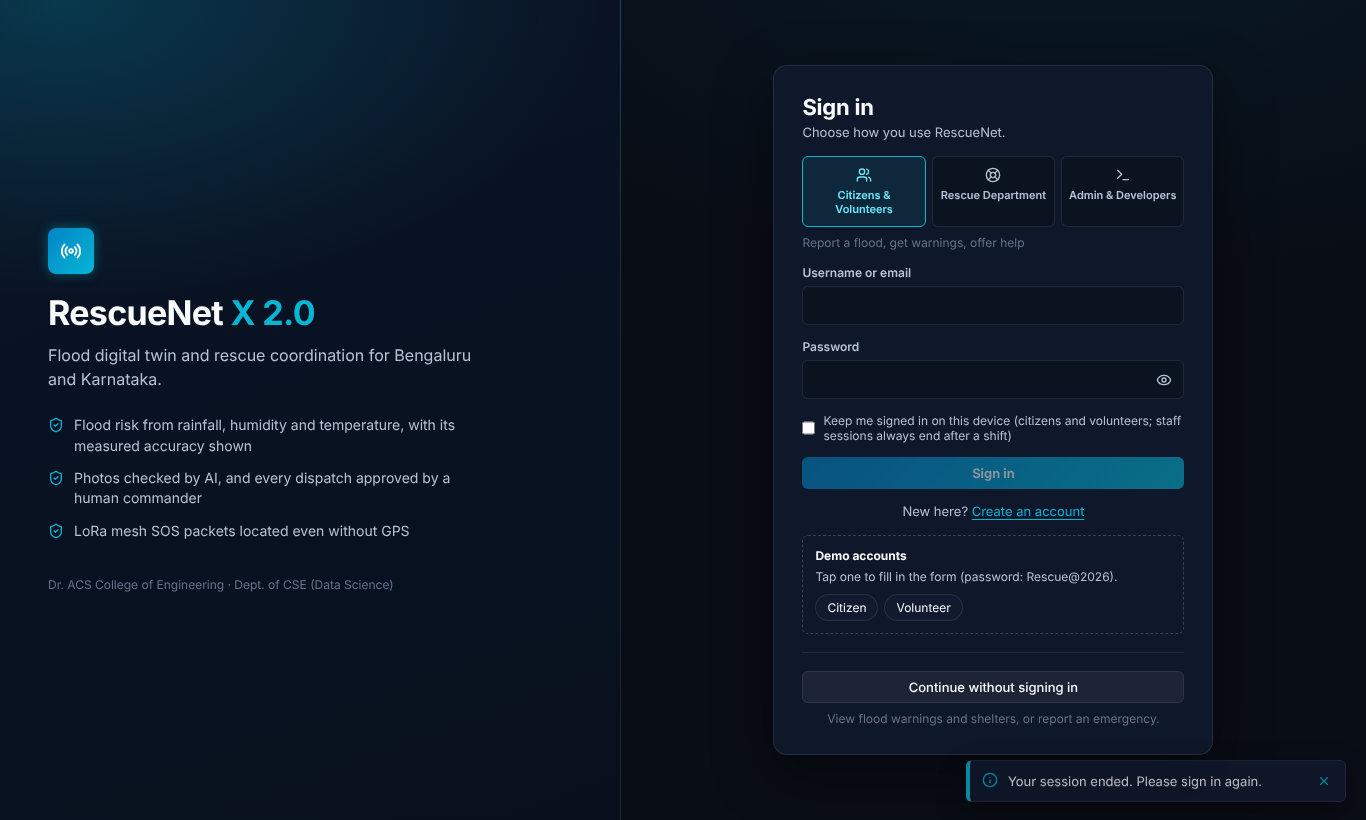 RescueNet X 2.0
Flood digital twin and rescue coordination for Bengaluru
and Karnataka.
Flood risk from rainfall, humidity and temperature, with its
measured accuracy shown
Photos checked by AI, and every dispatch approved by a
human commander
LoRa mesh SOS packets located even without GPS
Dr. ACS College of Engineering · Dept. of CSE (Data Science)
Sign in
Choose how you use RescueNet.
Citizens &
Volunteers
Rescue Department
Admin & Developers
Report a flood, get warnings, offer help
Username or email
Password
Keep me signed in on this device (citizens and volunteers; staff
sessions always end after a shift)
Sign in
New here? Create an account
Demo accounts
Tap one to fill in the form (password: Rescue@2026).
Citizen
Volunteer
Continue without signing in
View flood warnings and shelters, or report an emergency.
Your session ended. Please sign in again.